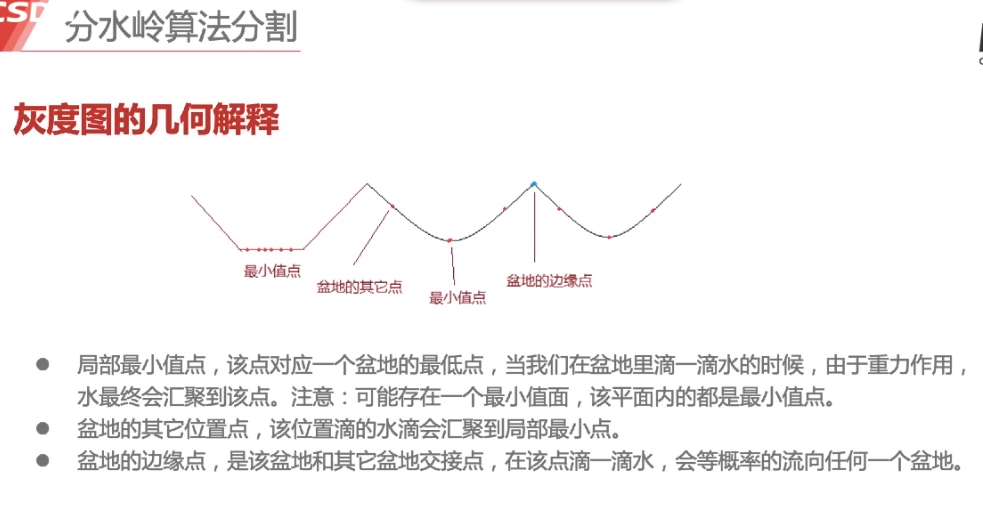 CSD
分水岭算法分割
灰度图的几何解释
最小值点
盆地的其它点
最小值点
盆地的边缘点
● 局部最小值点，该点对应一个盆地的最低点，当我们在盆地里滴一滴水的时候，由于重力作用，
水最终会汇聚到该点。注意：可能存在一个最小值面，该平面内的都是最小值点。
● 盆地的其它位置点，该位置滴的水滴会汇聚到局部最小点。
● 盆地的边缘点，是该盆地和其它盆地交接点，在该点滴一滴水，会等概率的流向任何一个盆地。